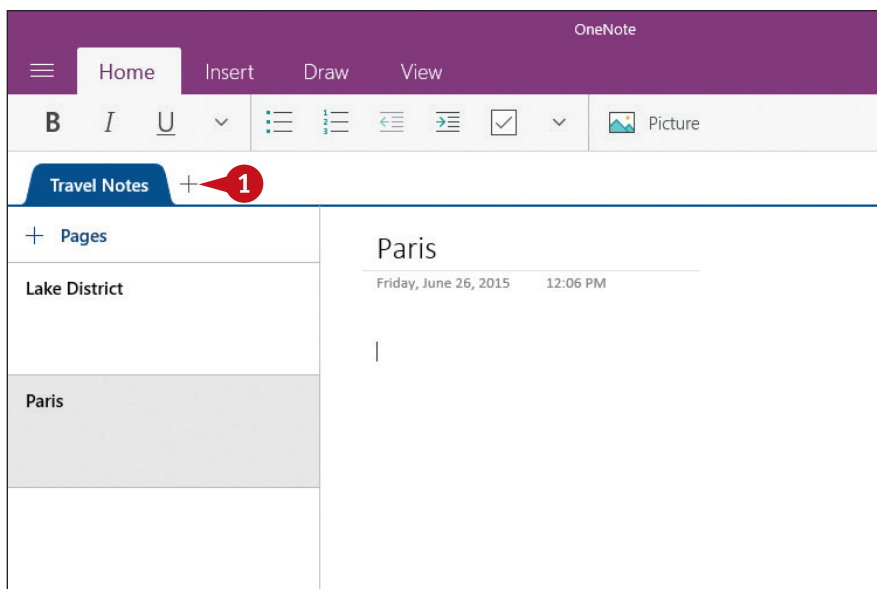 OneNote
Home Insert Draw View
B I U Picture
Travel Notes + 1
+ Pages
Paris
Friday, June 26, 2015 12:06 PM
Lake District
Paris